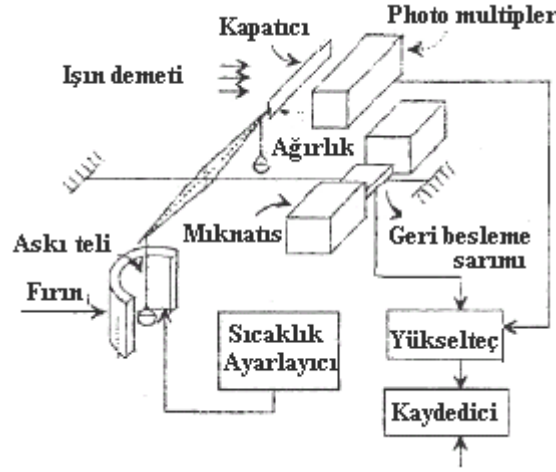 Photo multipler
Kapatıcı
Işın demeti
Ağırlık
Mıknatıs
Geri besleme
sarımı
Askı teli
Fırın
Sıcaklık
Ayarlayıcı
Yükselteç
Kaydedici